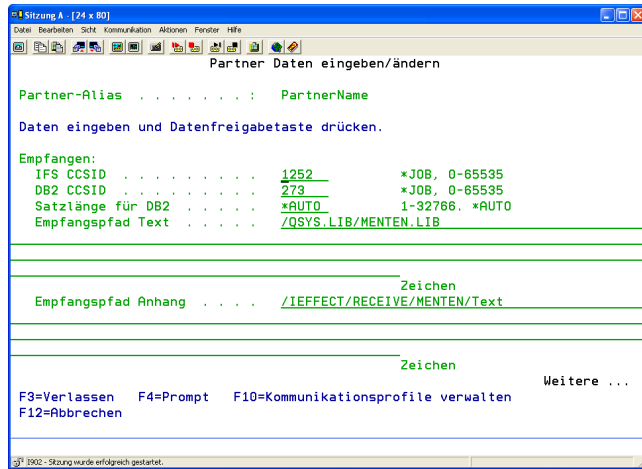 Sitzung A - [24 x 80]
Datei Bearbeiten Sicht Kommunikation Aktionen Fenster Hilfe
Partner Daten eingeben/ändern
Partner-Alias . . . . . . . : PartnerName
Daten eingeben und Datenfreigabetaste drücken.
Empfangen:
IFS CCSID . . . . . . . . . 1252 *JOB, 0-65535
DB2 CCSID . . . . . . . . . 273 *JOB, 0-65535
Satzlänge für DB2 . . . . . *AUTO 1-32766. *AUTO
Empfangspfad Text . . . . . /QSYS.LIB/MENTEN.LIB
Zeichen
Empfangspfad Anhang . . . . /IEFFECT/RECEIVE/MENTEN/Text
Zeichen
Weitere ...
F3=Verlassen F4=Prompt F10=Kommunikationsprofile verwalten
F12=Abbrechen
I902 - Sitzung wurde erfolgreich gestartet.